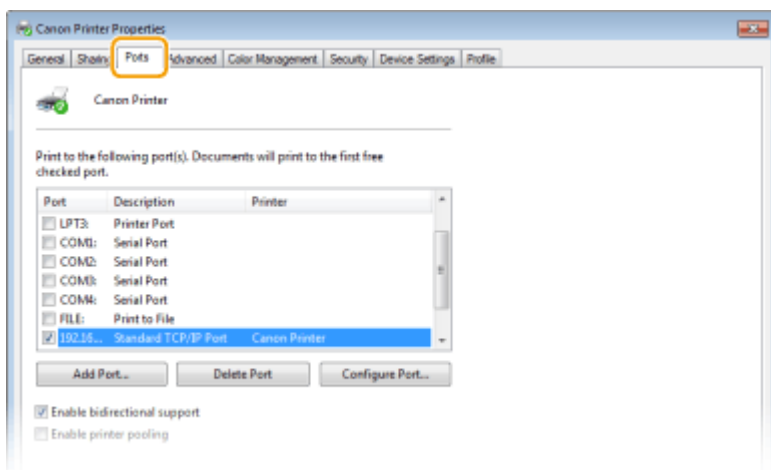 Canon Printer Properties
General Sharing Ports Advanced Color Management Security Device Settings Profile
Canon Printer
Print to the following port(s). Documents will print to the first free
checked port.
Port Description Printer
LPT3: Printer Port
COM1: Serial Port
COM2: Serial Port
COM3: Serial Port
COM4: Serial Port
FILE: Print to File
192.16... Standard TCP/IP Port Canon Printer
Add Port... Delete Port Configure Port...
Enable bidirectional support
Enable printer pooling